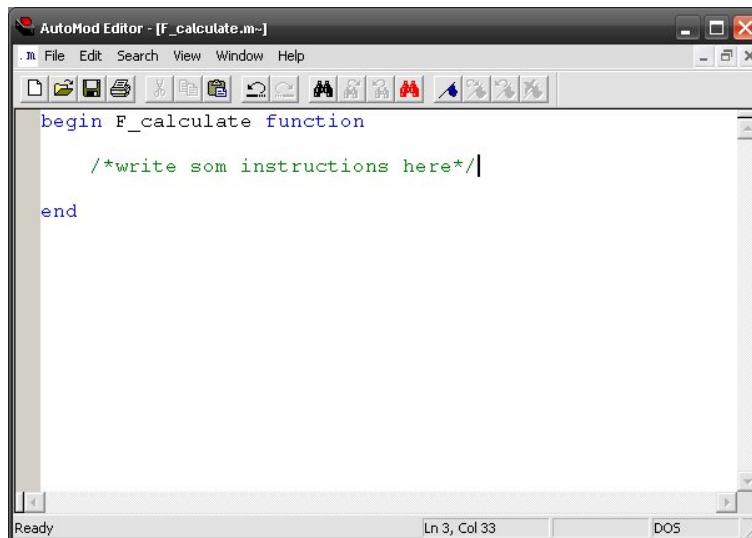 AutoMod Editor - [F_calculate.m~]
.m File Edit Search View Window Help
begin F_calculate function
/*write som instructions here*/
end
Ready Ln 3, Col 33 DOS